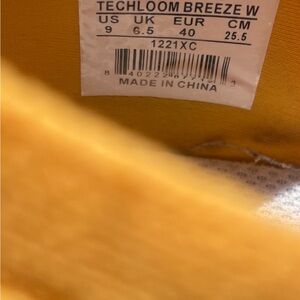 TECHLOOM BREEZE W
US UK EUR CM
9 6.5 40 25.5
1221XC
MADE IN CHINA